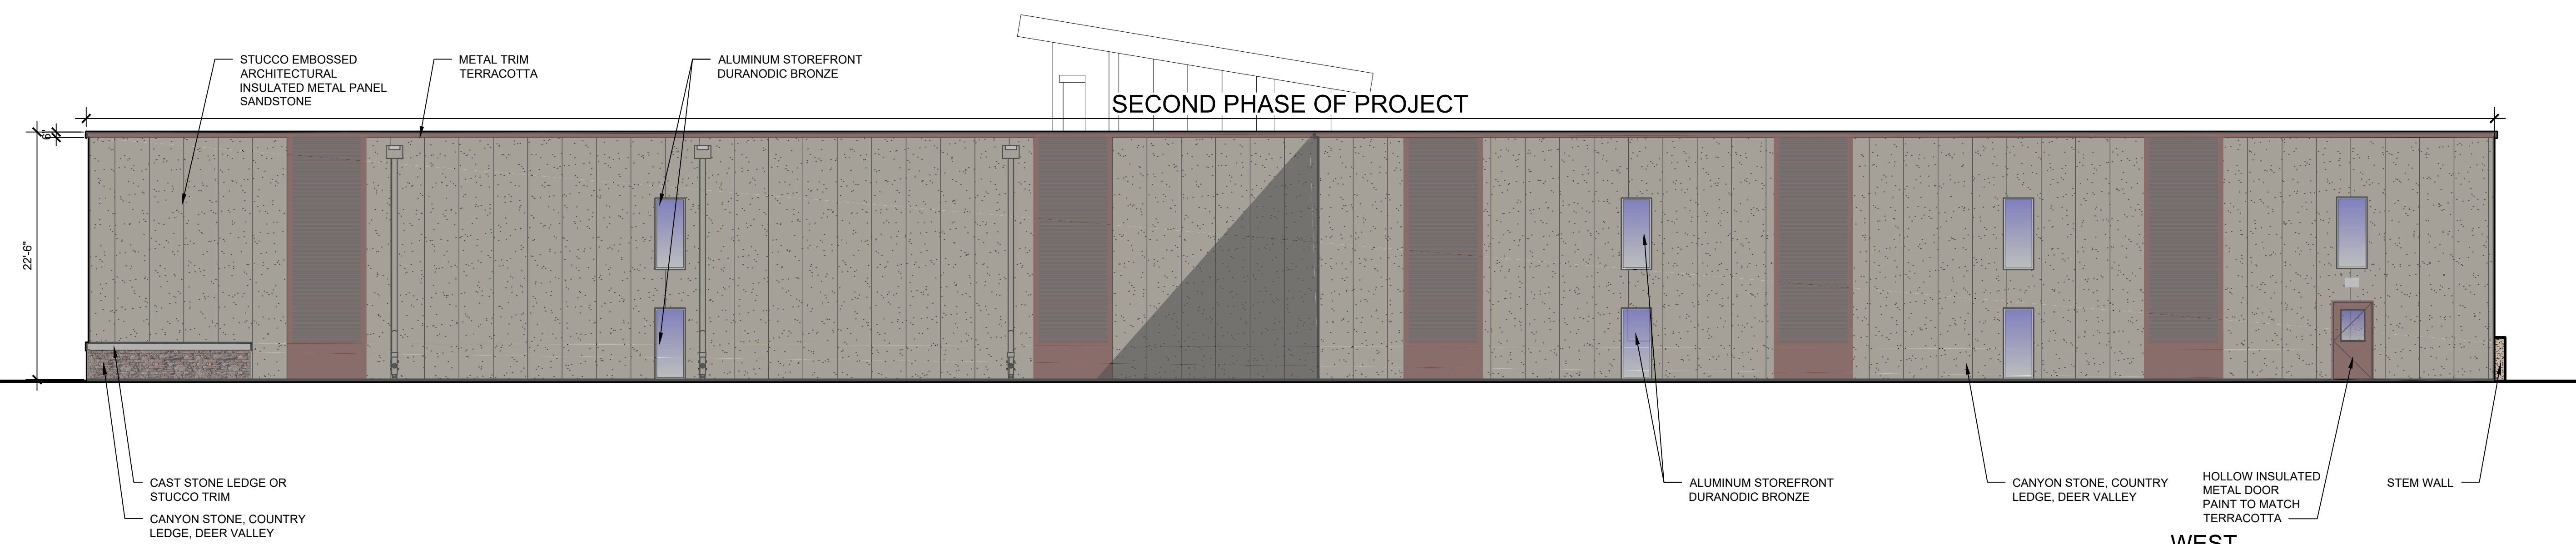 STUCCO EMBOSSED
ARCHITECTURAL
INSULATED METAL PANEL
SANDSTONE
METAL TRIM
TERRACOTTA
ALUMINUM STOREFRONT
DURANODIC BRONZE
SECOND PHASE OF PROJECT
6"
22'-6"
CAST STONE LEDGE OR
STUCCO TRIM
CANYON STONE, COUNTRY
LEDGE, DEER VALLEY
ALUMINUM STOREFRONT
DURANODIC BRONZE
CANYON STONE, COUNTRY
LEDGE, DEER VALLEY
HOLLOW INSULATED
METAL DOOR
PAINT TO MATCH
TERRACOTTA
STEM WALL
WEST